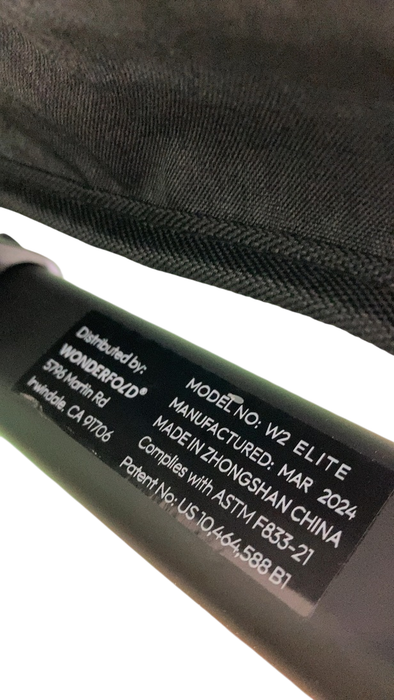 Distributed by:
WONDERFOLD®
5796 Martin Rd
Irwindale, CA 91706
MODEL NO: W2 ELITE
MANUFACTURED: MAR 2024
MADE IN ZHONGSHAN CHINA
Complies with ASTM F833-21
Patent No: US 10,464,588 B1